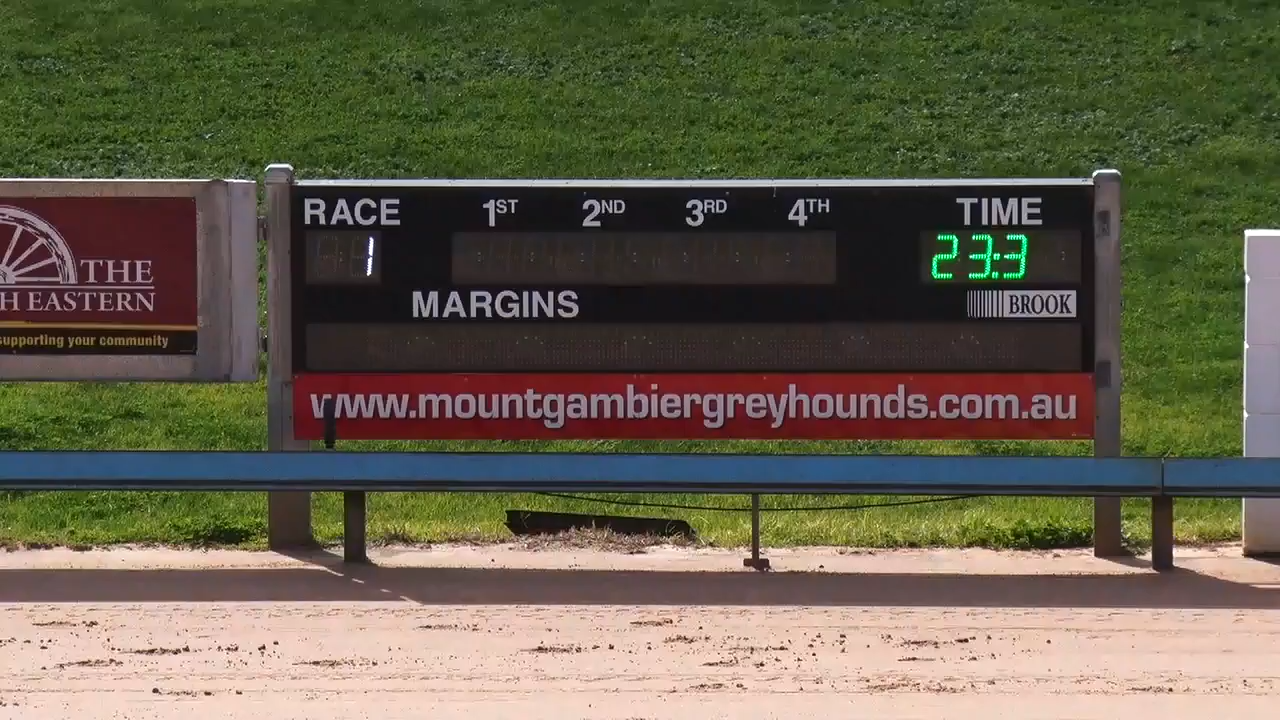 THE
H EASTERN
supporting your community
RACE 1ST 2ND 3RD 4TH TIME
1 23:3
MARGINS
BROOK
www.mountgambiergreyhounds.com.au